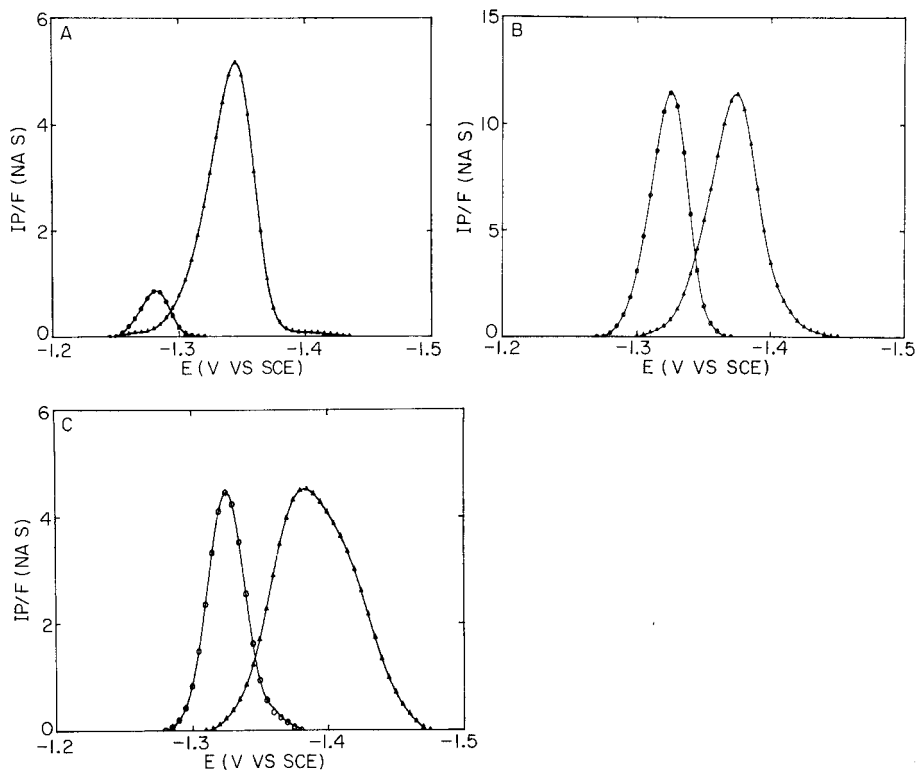 A
6
4
2
0
IP/F (NA S)
-1.2
-1.3
-1.4
-1.5
E (V VS SCE)
B
15
10
5
0
IP/F (NA S)
-1.2
-1.3
-1.4
-1.5
E (V VS SCE)
C
6
4
2
0
IP/F (NA S)
-1.2
-1.3
-1.4
-1.5
E (V VS SCE)